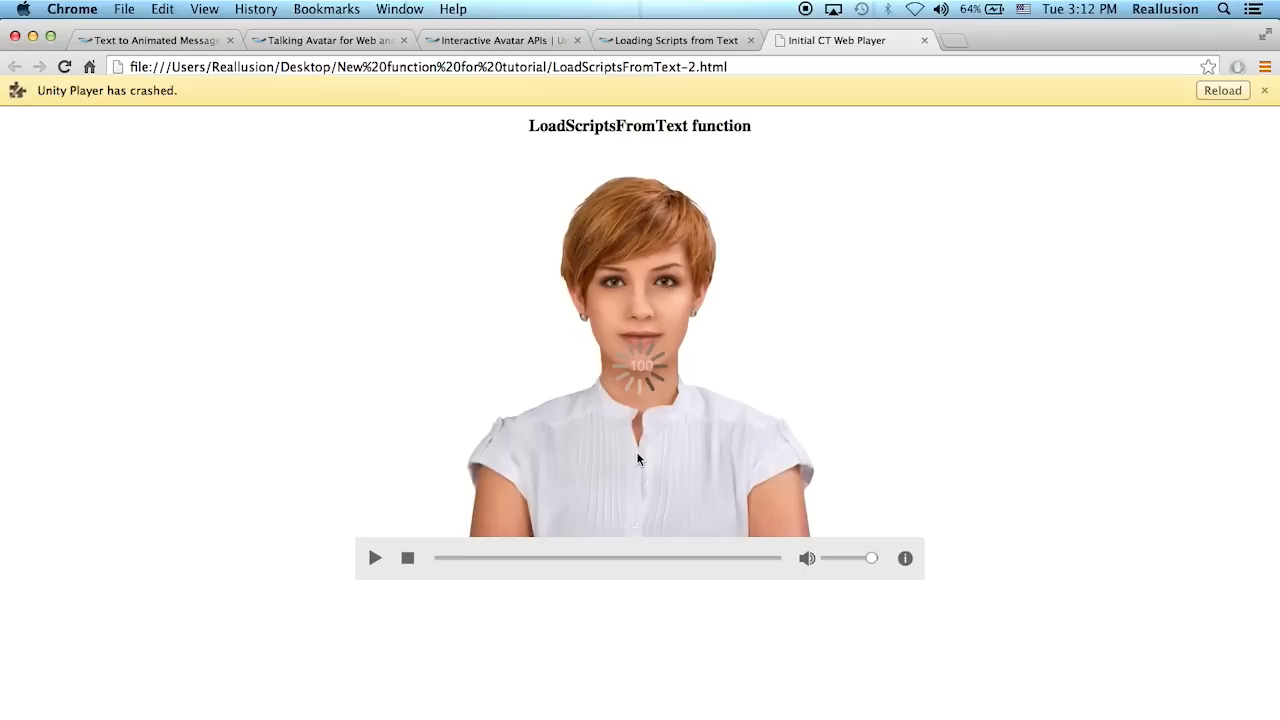 Chrome File Edit View History Bookmarks Window Help 64% Tue 3:12 PM Reallusion
Text to Animated Message Talking Avatar for Web an Interactive Avatar APIs | U Loading Scripts from Text Initial CT Web Player
file:///Users/Reallusion/Desktop/New%20function%20for%20tutorial/LoadScriptsFromText-2.html
Unity Player has crashed. Reload
LoadScriptsFromText function
100